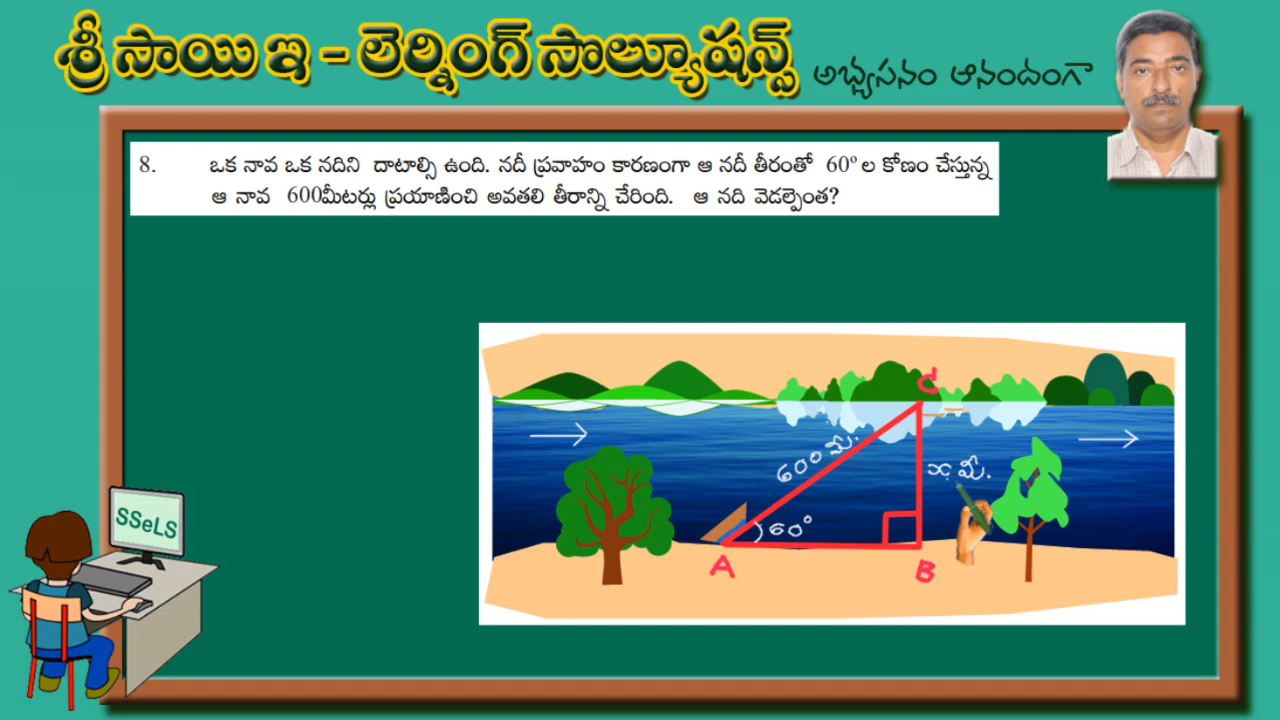 శ్రీ సాయి ఇ - లెర్నింగ్ సొల్యూషన్స్ అభ్యసనం ఆనందంగా
8. ఒక నావ ఒక నదిని దాటాల్సి ఉంది. నదీ ప్రవాహం కారణంగా ఆ నదీ తీరంతో 60° ల కోణం చేస్తున్న
ఆ నావ 600మీటర్లు ప్రయాణించి అవతలి తీరాన్ని చేరింది. ఆ నది వెడల్పెంత?
C
600 మీ.
x మీ.
60°
A
B
SSeLS